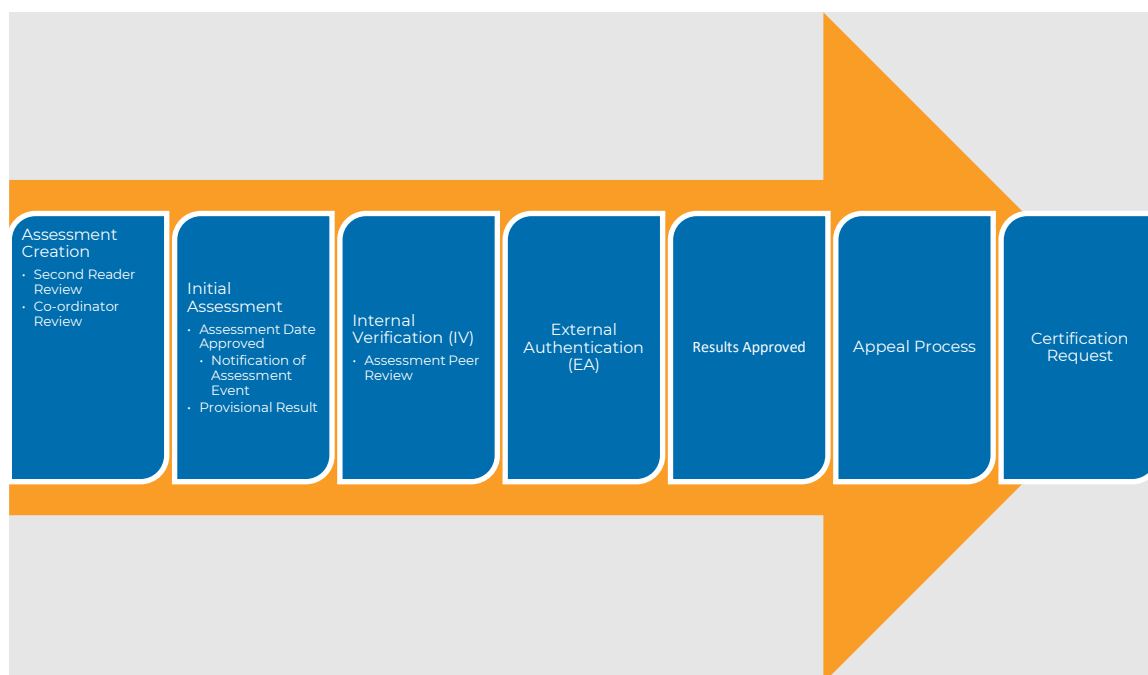 Assessment
Creation
• Second Reader
Review
• Co-ordinator
Review
Initial
Assessment
• Assessment Date
Approved
• Notification of
Assessment
Event
• Provisional Result
Internal
Verification (IV)
• Assessment Peer
Review
External
Authentication
(EA)
Results Approved
Appeal Process
Certification
Request